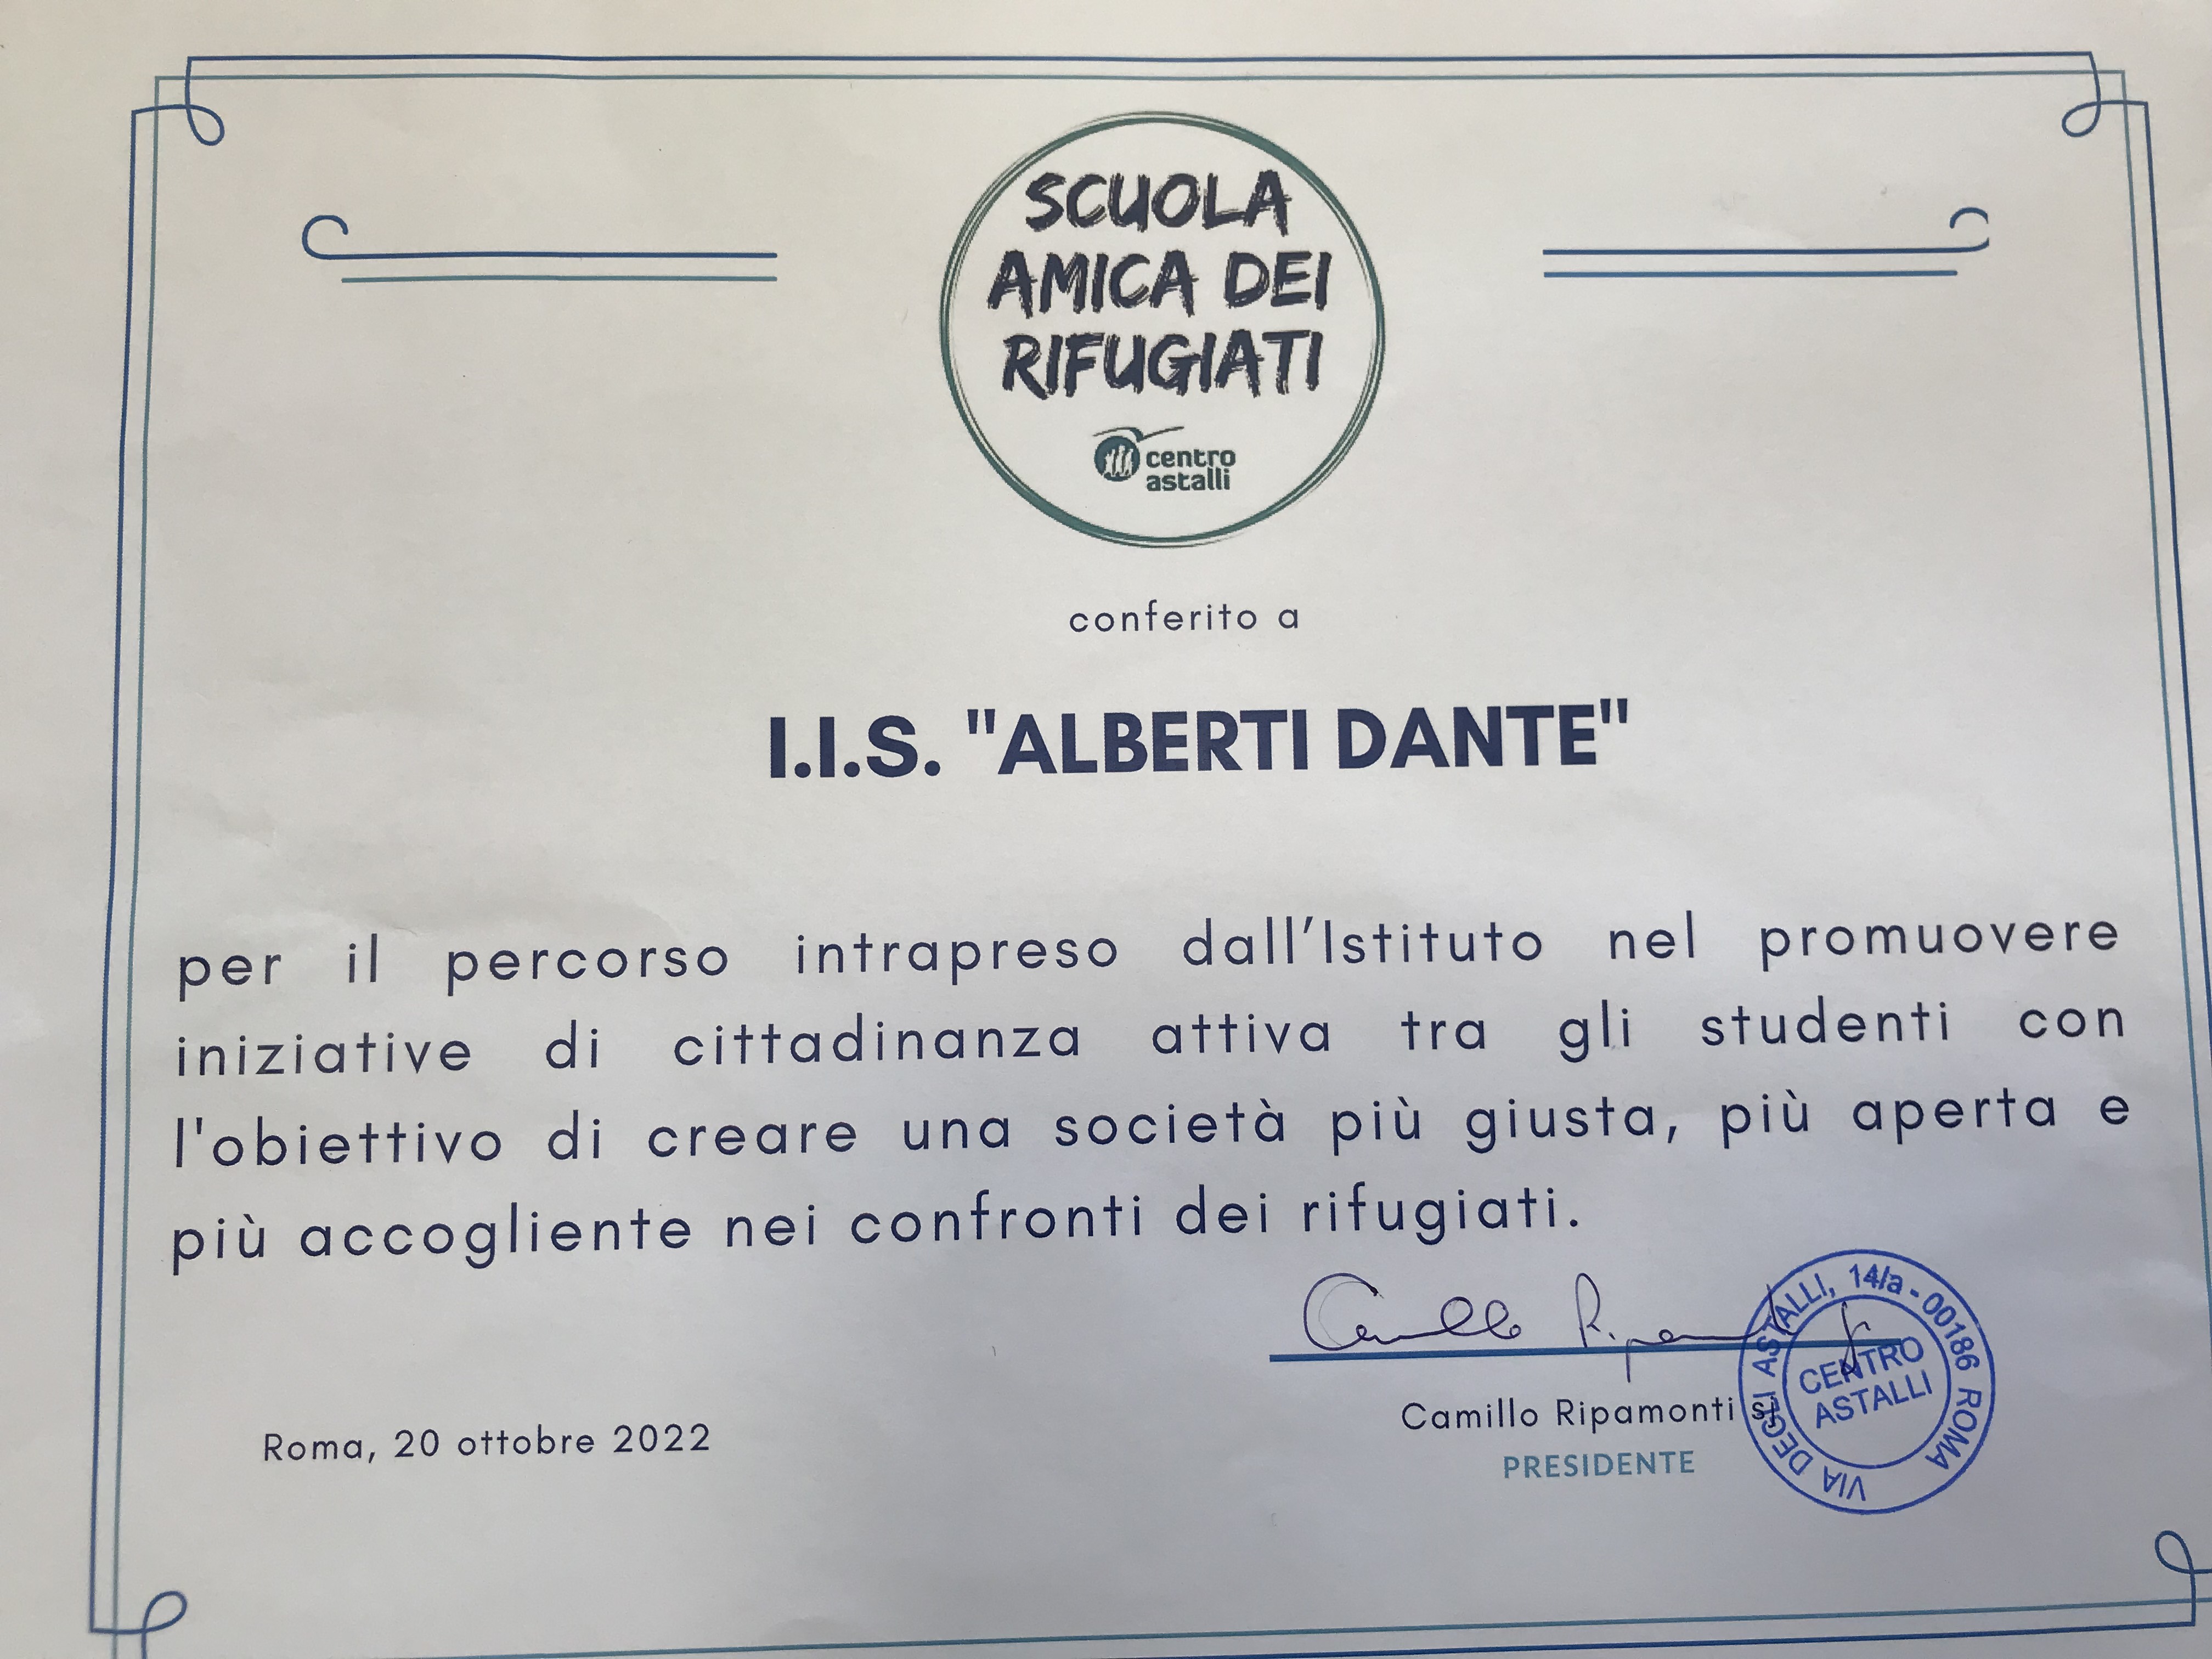 SCUOLA
AMICA DEI
RIFUGIATI
centro
astalli
conferito a
I.I.S. "ALBERTI DANTE"
per il percorso intrapreso dall’Istituto nel promuovere
iniziative di cittadinanza attiva tra gli studenti con
l'obiettivo di creare una società più giusta, più aperta e
più accogliente nei confronti dei rifugiati.
Camillo Ripamonti
Camillo Ripamonti sj
PRESIDENTE
Roma, 20 ottobre 2022
VIA DEGLI ASTALLI, 14/a - 00186 ROMA
CENTRO
ASTALLI